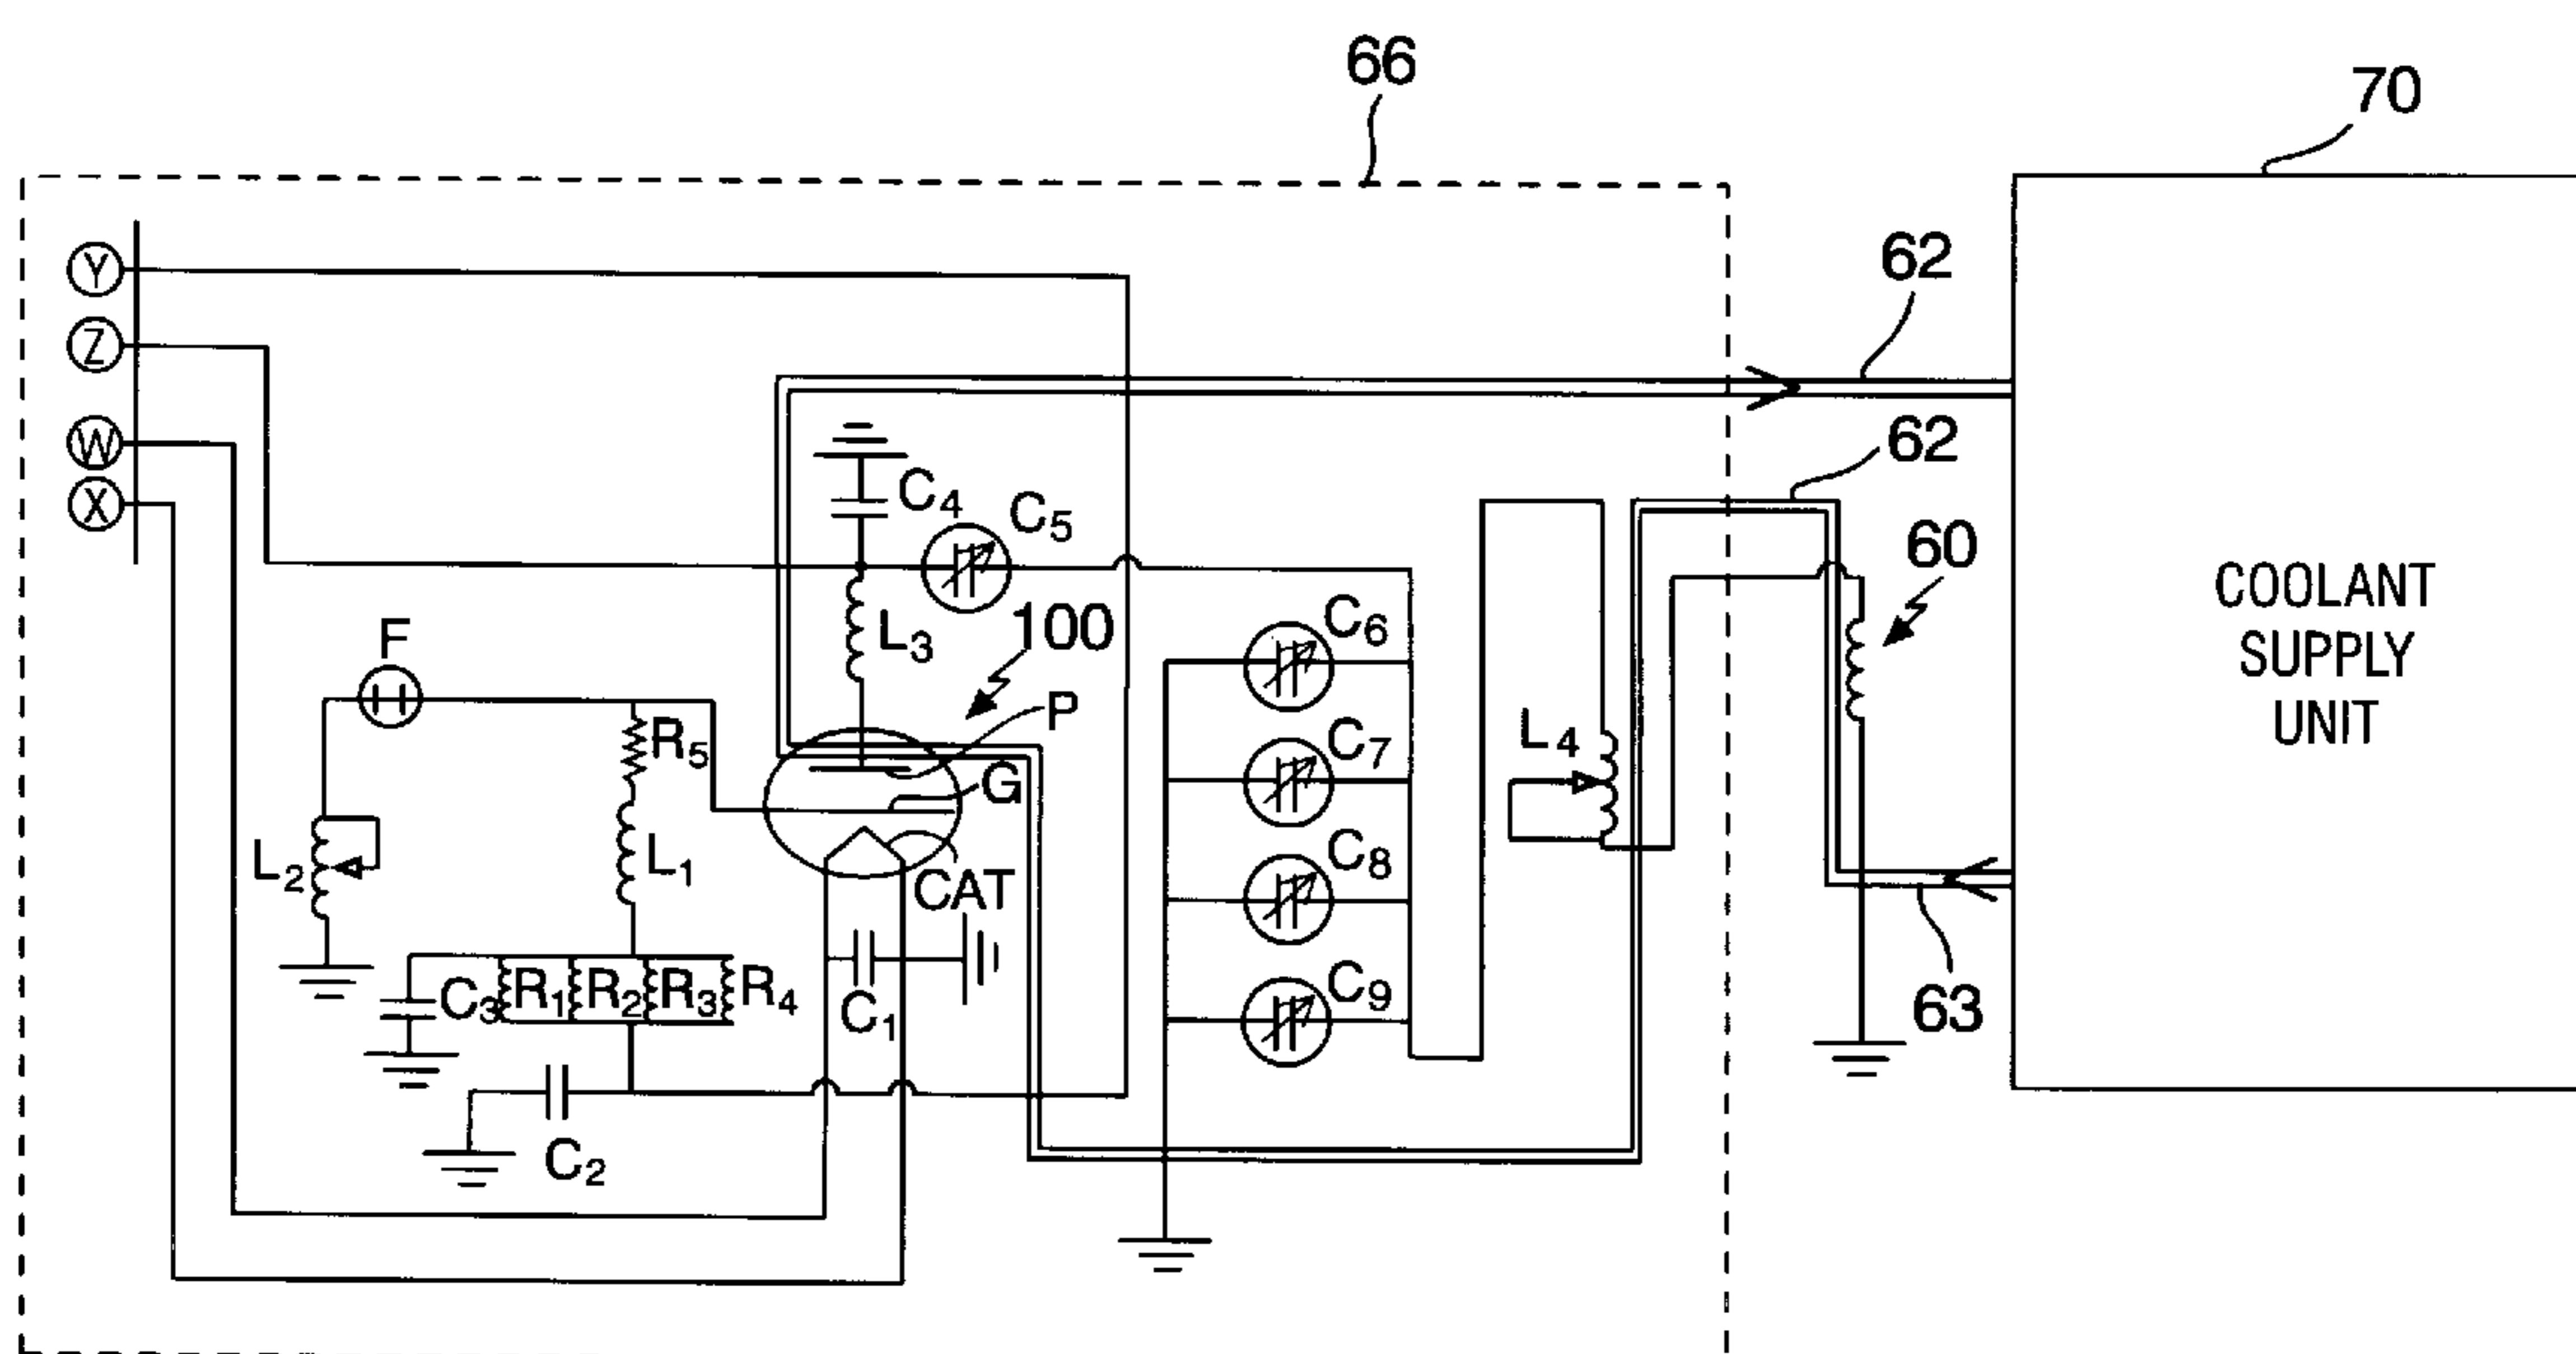 66
70
62
Y
Z
W
X
62
C4
C5
60
COOLANT
SUPPLY
UNIT
F
L3
100
C6
P
R5
G
C7
L4
L2
L1
CAT
C8
C3
R1
R2
R3
R4
C1
C9
63
C2